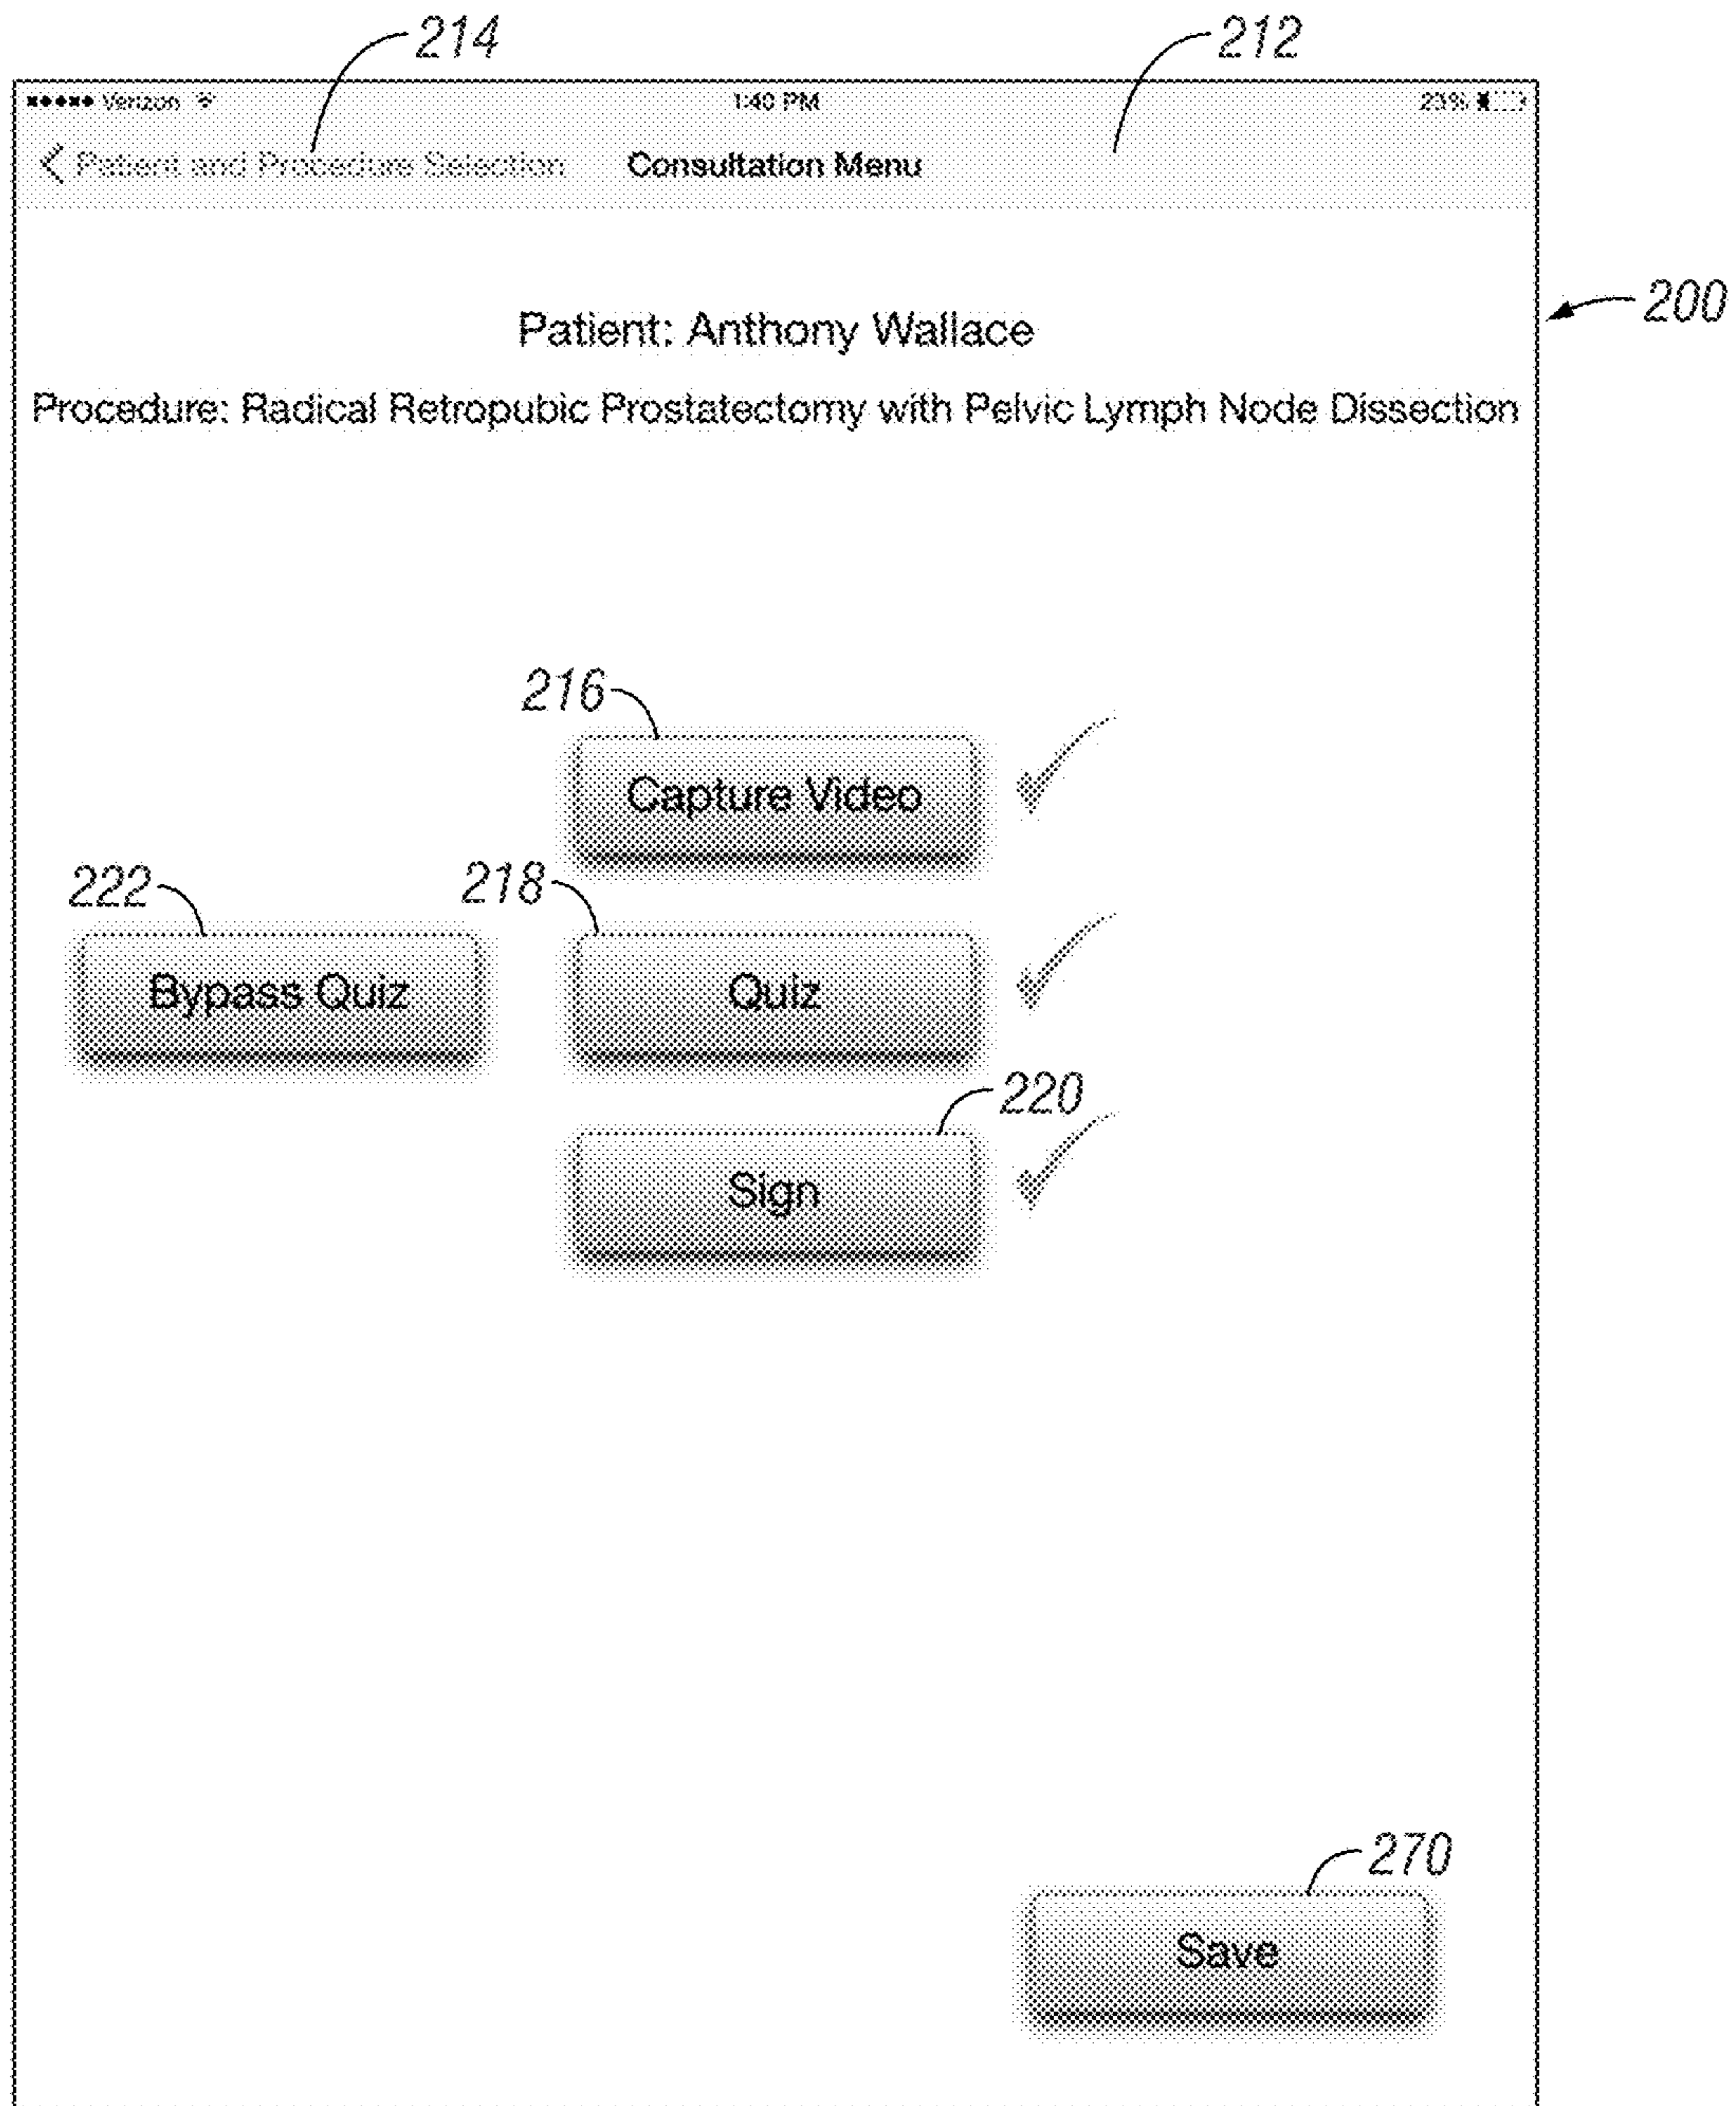 214 212
Verizon 1:40 PM 23%
Patient and Procedure Selection Consultation Menu
200
Patient: Anthony Wallace
Procedure: Radical Retropubic Prostatectomy with Pelvic Lymph Node Dissection
216
Capture Video
222 218
Bypass Quiz Quiz
220
Sign
270
Save